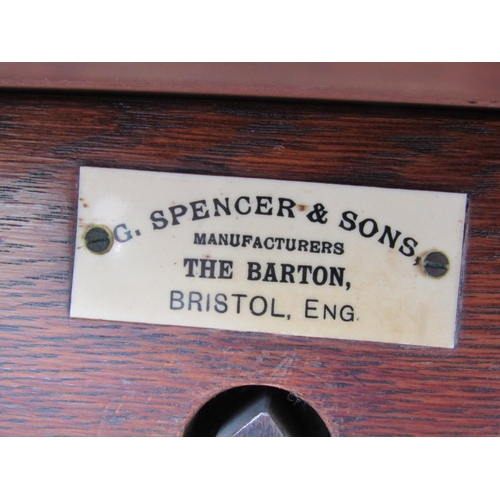 G. SPENCER & SONS,
MANUFACTURERS
THE BARTON,
BRISTOL, ENG.